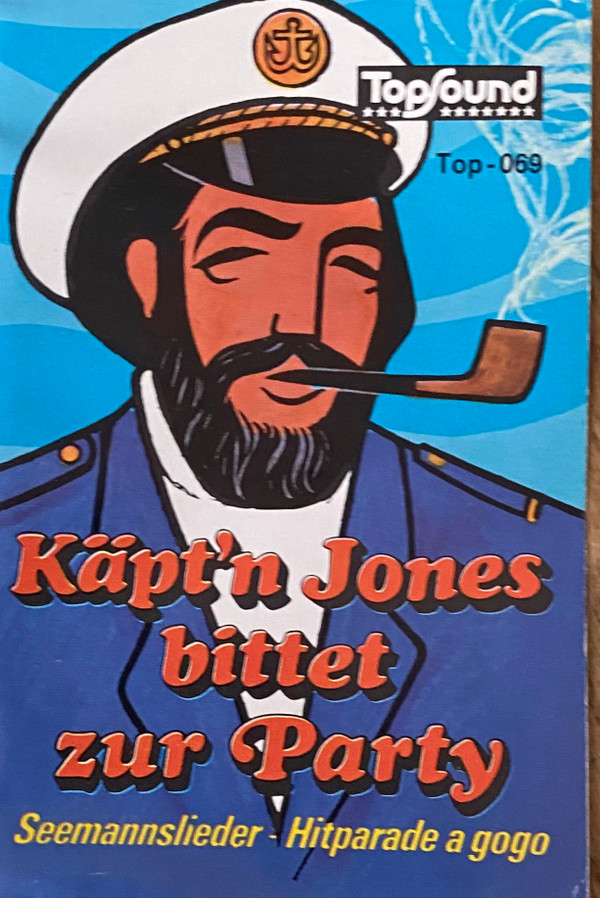 TopSound
Top-069
Käpt'n Jones
bittet
zur Party
Seemannslieder - Hitparade a gogo